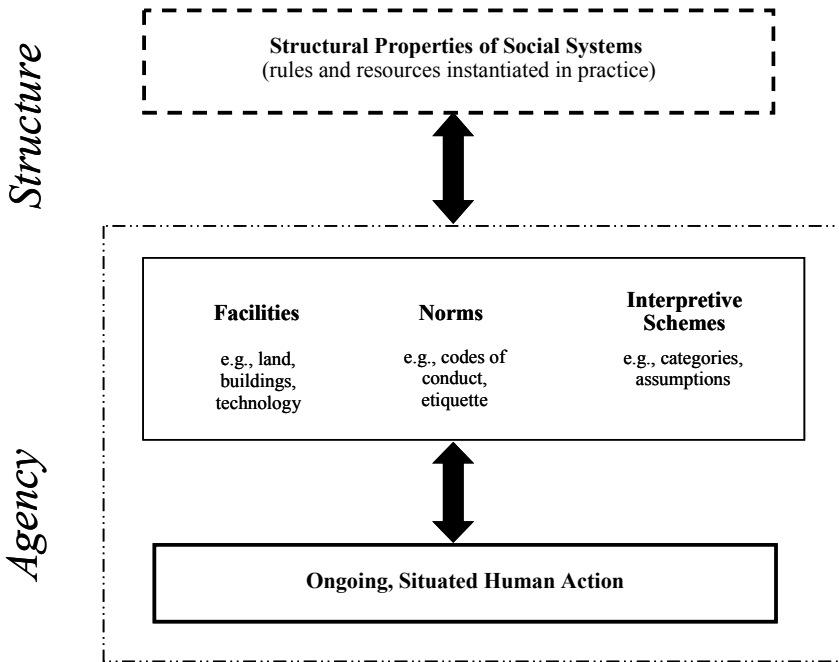 Structure
Structural Properties of Social Systems
(rules and resources instantiated in practice)
Agency
Facilities
e.g., land,
buildings,
technology
Norms
e.g., codes of
conduct,
etiquette
Interpretive
Schemes
e.g., categories,
assumptions
Ongoing, Situated Human Action